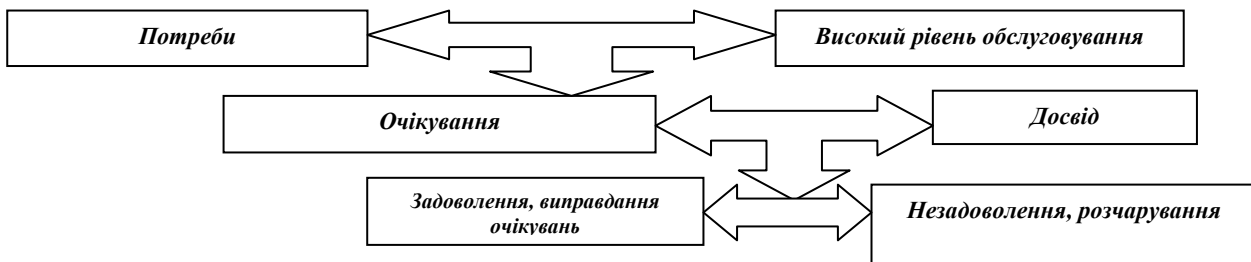 Потреби
Високий рівень обслуговування
Очікування
Досвід
Задоволення, виправдання
очікувань
Незадоволення, розчарування